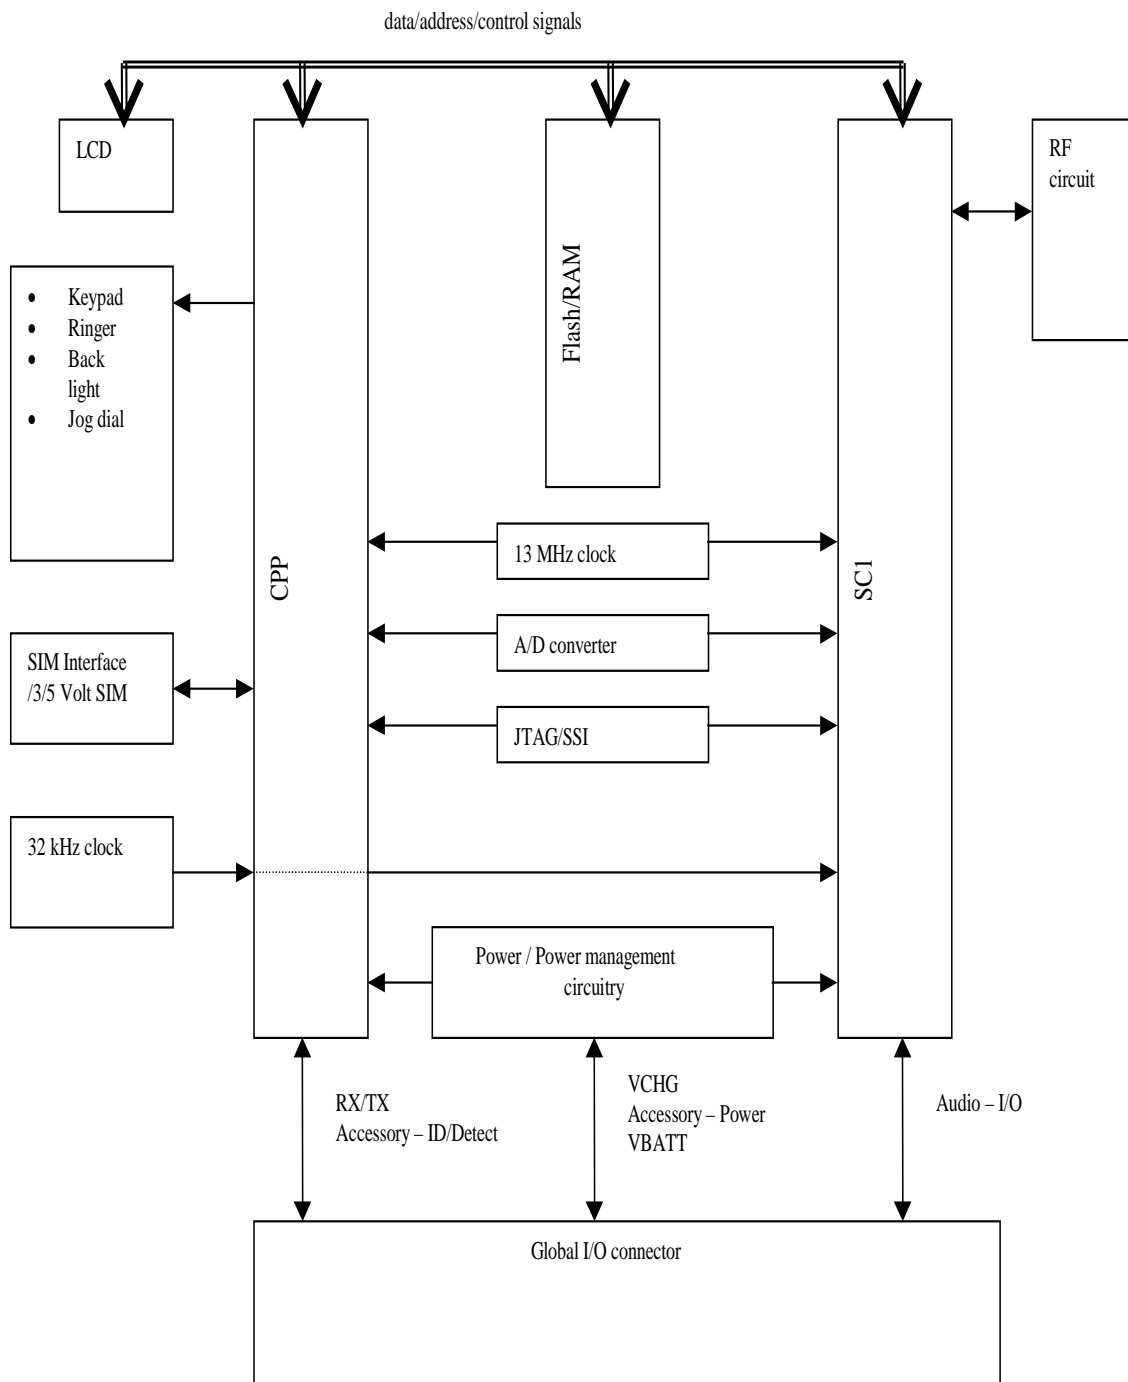 data/address/control signals
LCD
RF
circuit
Flash/RAM
• Keypad
• Ringer
• Back
light
• Jog dial
CPP
SC1
13 MHz clock
A/D converter
SIM Interface
/3/5 Volt SIM
JTAG/SSI
32 kHz clock
Power / Power management
circuitry
RX/TX
Accessory – ID/Detect
VCHG
Accessory – Power
VBATT
Audio – I/O
Global I/O connector